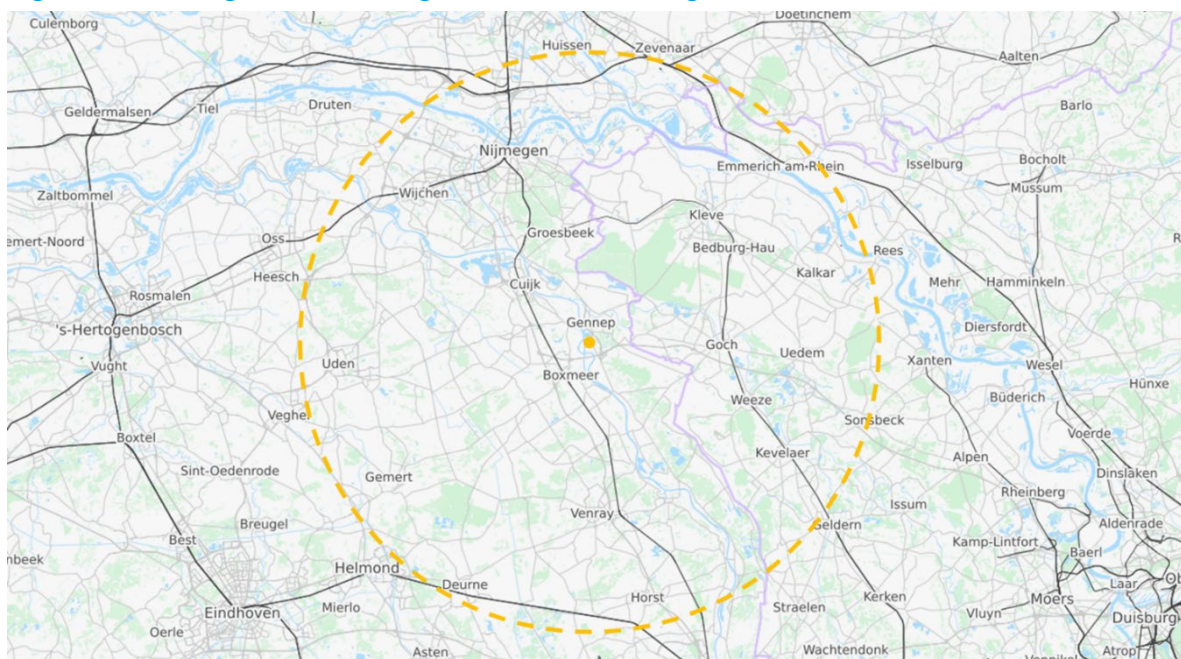 Culemborg
Doetinchem
Huissen
Zevenaar
Aalten
Geldermalsen
Tiel
Druten
Barlo
Nijmegen
Emmerich am-Rhein
Isselburg
Bocholt
Zaltbommel
Wijchen
Mussum
Kleve
Groesbeek
emert-Noord
Oss
Bedburg-Hau
Rees
Heesch
Cuijk
Kalkar
Mehr
Hamminkeln
Rosmalen
's-Hertogenbosch
Gennep
Diersfordt
Goch
Uedem
Xanten
Vught
Uden
Boxmeer
Wesel
Hünxe
Weeze
Büderich
Veghel
Sonsbeck
Boxtel
Voerde
Kevelaer
Alpen
Sint-Oedenrode
Gemert
Dinslaken
Rheinberg
Issum
Venray
Breugel
Geldern
Aldenrade
Best
Kamp-Lintfort
Baerl
nbeek
Helmond
Deurne
Laar
Ob
Eindhoven
Mierlo
Horst
Straelen
Kerken
Vluyn
Moers
Duisburg
Oerle
Asten
Wachtendonk
Atrop